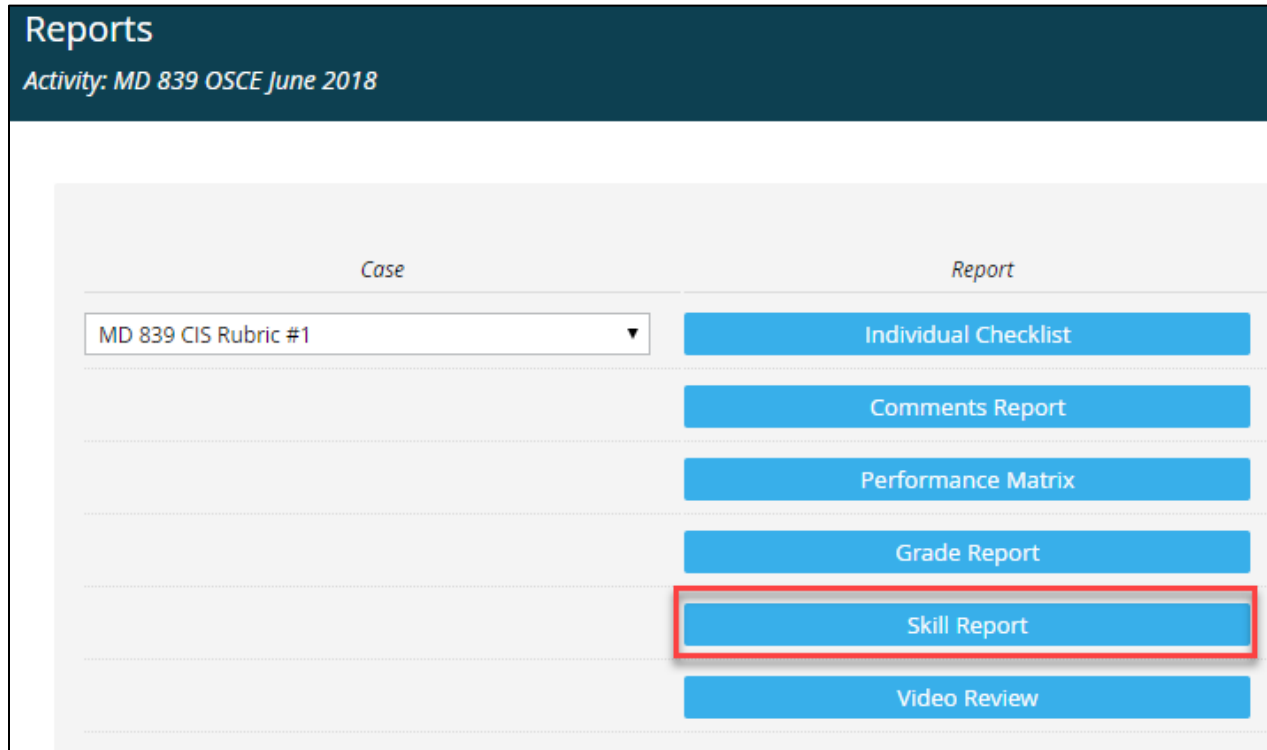 Reports
Activity: MD 839 OSCE June 2018
Case Report
MD 839 CIS Rubric #1 Individual Checklist
Comments Report
Performance Matrix
Grade Report
Skill Report
Video Review